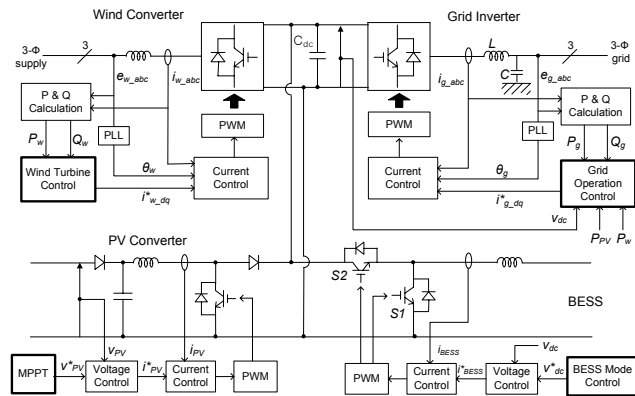 Wind Converter
Grid Inverter
3-Φ
supply
3
e_w_abc
i_w_abc
C_dc
i_g_abc
L
C
e_g_abc
3
3-Φ
grid
P & Q
Calculation
P_w
Q_w
PLL
θ_w
Wind Turbine
Control
i*_w_dq
PWM
Current
Control
PWM
Current
Control
PLL
θ_g
i*_g_dq
v_dc
P & Q
Calculation
P_g
Q_g
Grid
Operation
Control
P_PV
P_w
PV Converter
S2
S1
BESS
v_PV
i_PV
MPPT
v*_PV
Voltage
Control
i*_PV
Current
Control
PWM
PWM
i_BESS
Current
Control
i*_BESS
Voltage
Control
v_dc
v*_dc
BESS Mode
Control